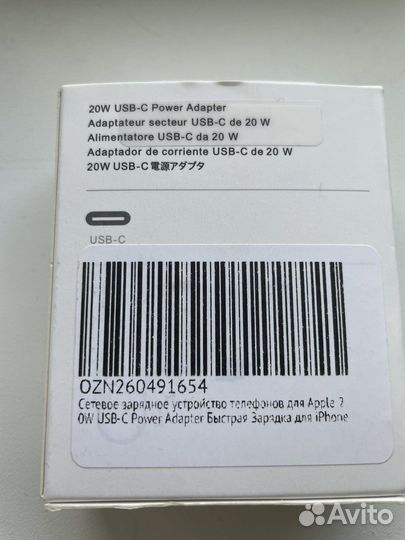 20W USB-C Power Adapter
Adaptateur secteur USB-C de 20 W
Alimentatore USB-C da 20 W
Adaptador de corriente USB-C de 20 W
20W USB-C電源アダプタ
USB-C
OZN260491654
Сетевое зарядное устройство телефонов для Apple 2
0W USB-C Power Adapter Быстрая Зарядка для iPhone
Avito